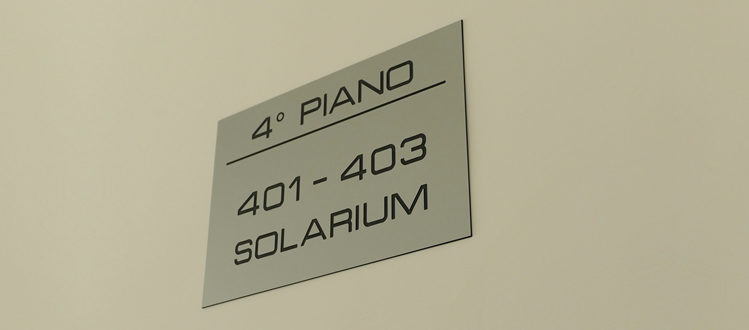 4° PIANO
401 - 403
SOLARIUM